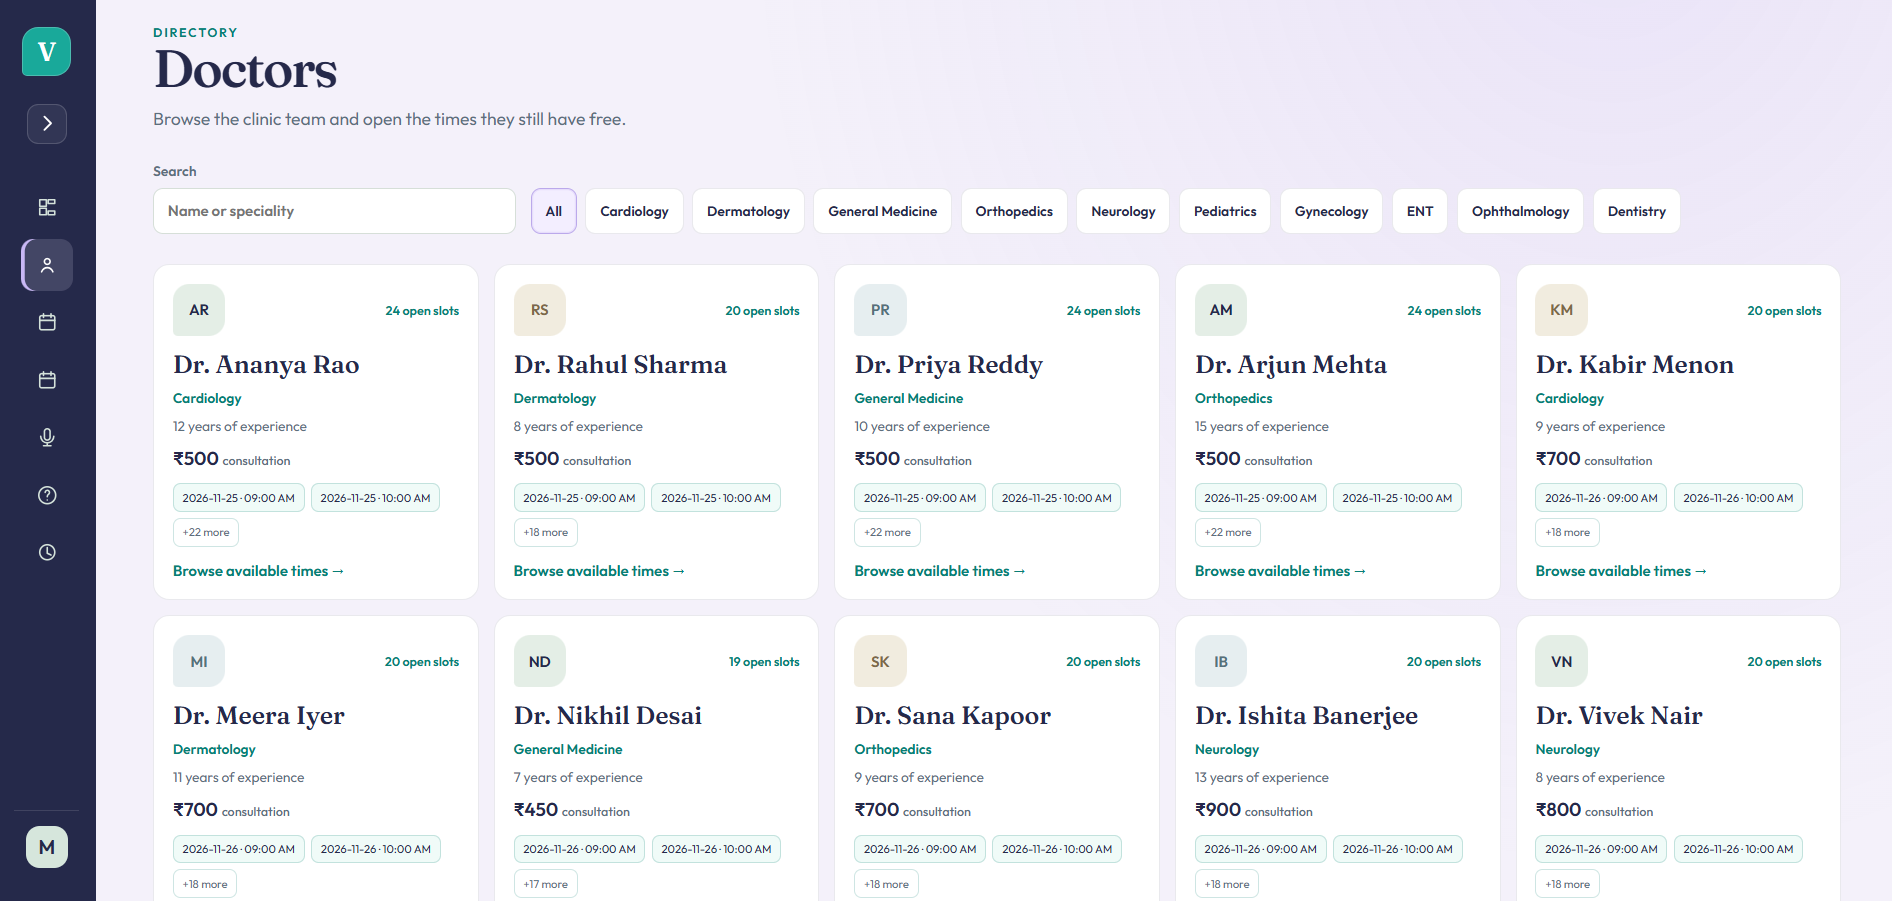 V
DIRECTORY
Doctors
Browse the clinic team and open the times they still have free.
Search
Name or speciality
All
Cardiology
Dermatology
General Medicine
Orthopedics
Neurology
Pediatrics
Gynecology
ENT
Ophthalmology
Dentistry
AR
24 open slots
Dr. Ananya Rao
Cardiology
12 years of experience
₹500 consultation
2026-11-25 · 09:00 AM
2026-11-25 · 10:00 AM
+22 more
Browse available times →
RS
20 open slots
Dr. Rahul Sharma
Dermatology
8 years of experience
₹500 consultation
2026-11-25 · 09:00 AM
2026-11-25 · 10:00 AM
+18 more
Browse available times →
PR
24 open slots
Dr. Priya Reddy
General Medicine
10 years of experience
₹500 consultation
2026-11-25 · 09:00 AM
2026-11-25 · 10:00 AM
+22 more
Browse available times →
AM
24 open slots
Dr. Arjun Mehta
Orthopedics
15 years of experience
₹500 consultation
2026-11-25 · 09:00 AM
2026-11-25 · 10:00 AM
+22 more
Browse available times →
KM
20 open slots
Dr. Kabir Menon
Cardiology
9 years of experience
₹700 consultation
2026-11-26 · 09:00 AM
2026-11-26 · 10:00 AM
+18 more
Browse available times →
MI
20 open slots
Dr. Meera Iyer
Dermatology
11 years of experience
₹700 consultation
2026-11-26 · 09:00 AM
2026-11-26 · 10:00 AM
+18 more
ND
19 open slots
Dr. Nikhil Desai
General Medicine
7 years of experience
₹450 consultation
2026-11-26 · 09:00 AM
2026-11-26 · 10:00 AM
+17 more
SK
20 open slots
Dr. Sana Kapoor
Orthopedics
9 years of experience
₹700 consultation
2026-11-26 · 09:00 AM
2026-11-26 · 10:00 AM
+18 more
IB
20 open slots
Dr. Ishita Banerjee
Neurology
13 years of experience
₹900 consultation
2026-11-26 · 09:00 AM
2026-11-26 · 10:00 AM
+18 more
VN
20 open slots
Dr. Vivek Nair
Neurology
8 years of experience
₹800 consultation
2026-11-26 · 09:00 AM
2026-11-26 · 10:00 AM
+18 more
M